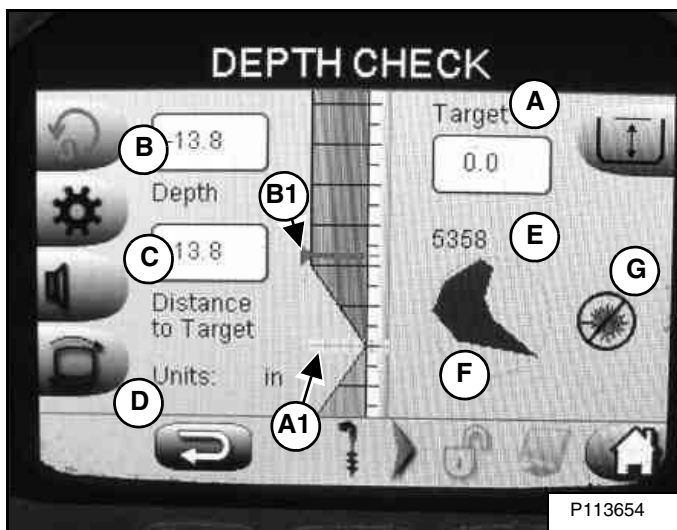 DEPTH CHECK
A
Target
B
-13.8
0.0
Depth
B1
C
13.8
5358
E
G
Distance
to Target
F
Units: in
D
A1
P113654